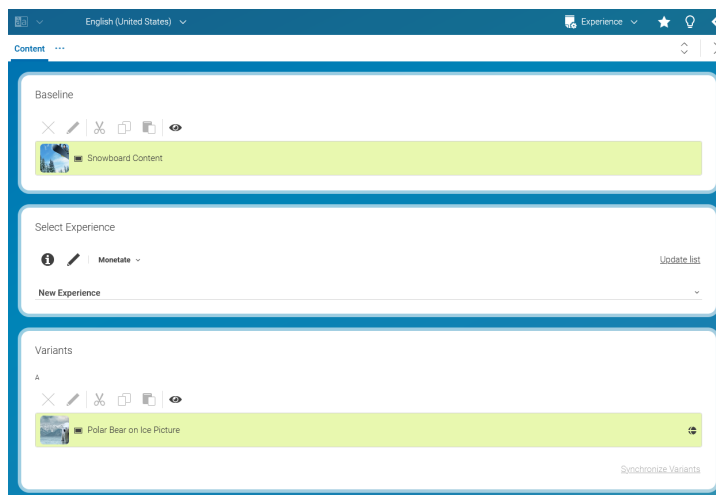 English (United States)
Experience
Content
Baseline
Snowboard Content
Select Experience
Monetate
Update list
New Experience
Variants
A
Polar Bear on Ice Picture
Synchronize Variants